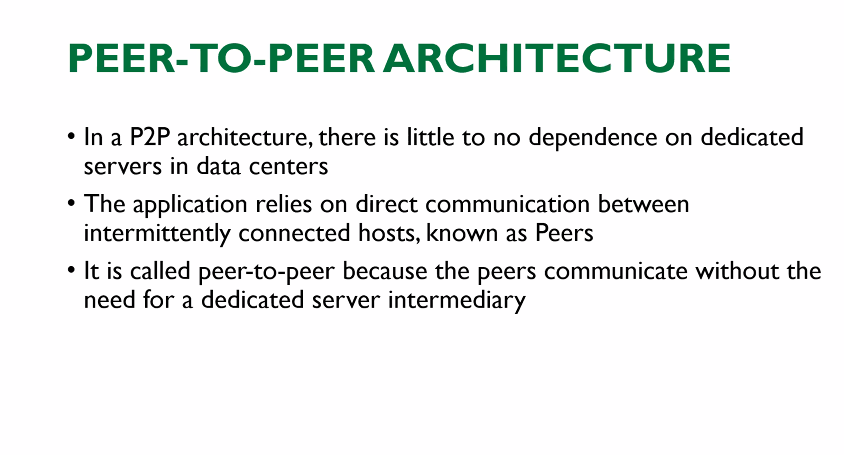 PEER-TO-PEER ARCHITECTURE
• In a P2P architecture, there is little to no dependence on dedicated
servers in data centers
• The application relies on direct communication between
intermittently connected hosts, known as Peers
• It is called peer-to-peer because the peers communicate without the
need for a dedicated server intermediary